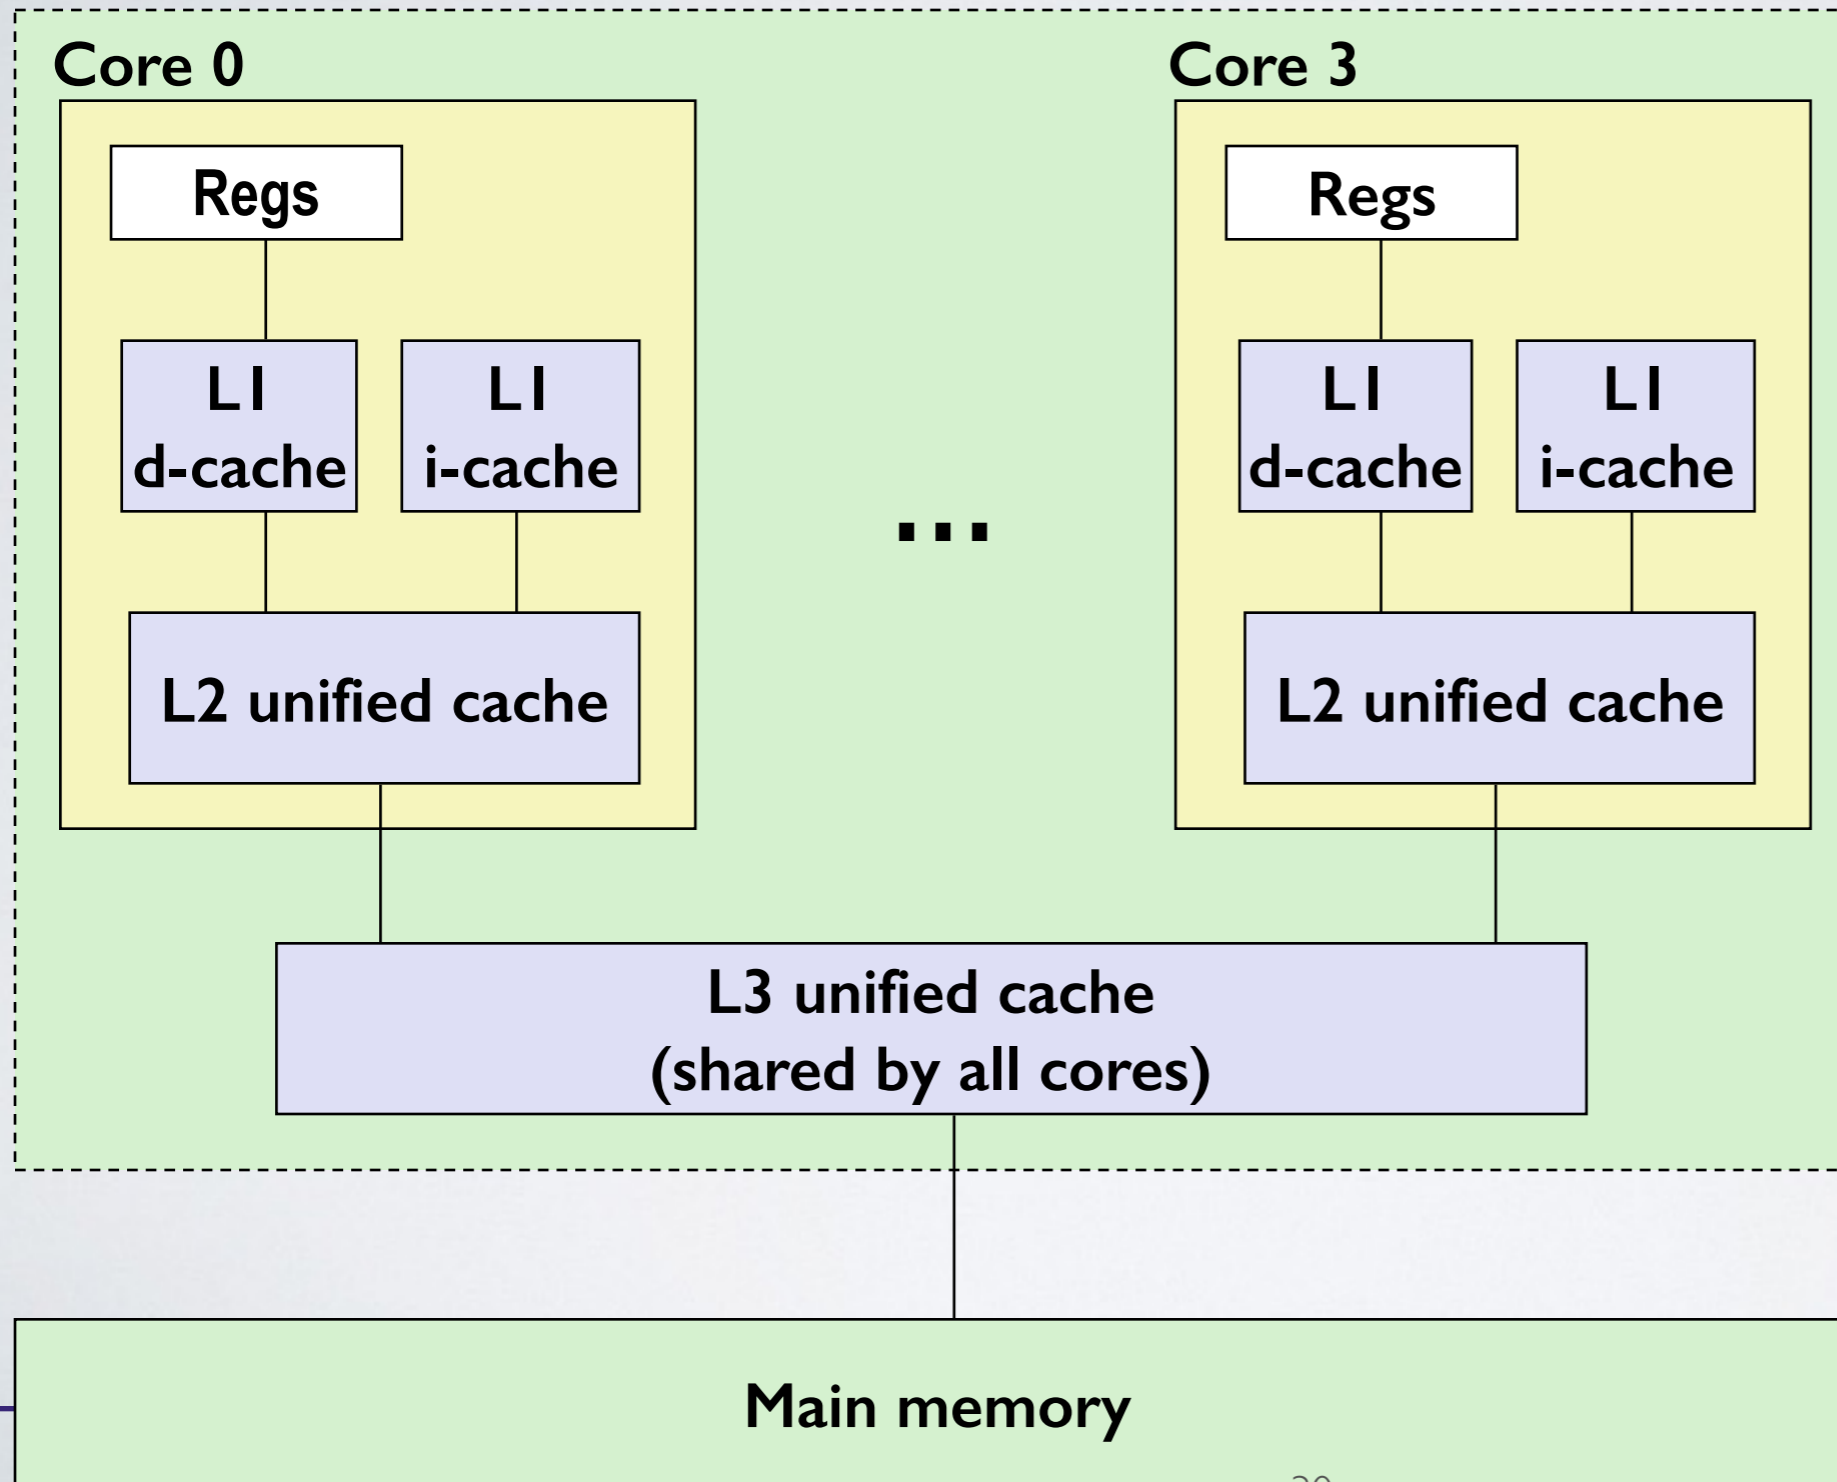 Core 0
Regs
L1
d-cache
L1
i-cache
L2 unified cache
...
Core 3
Regs
L1
d-cache
L1
i-cache
L2 unified cache
L3 unified cache
(shared by all cores)
Main memory